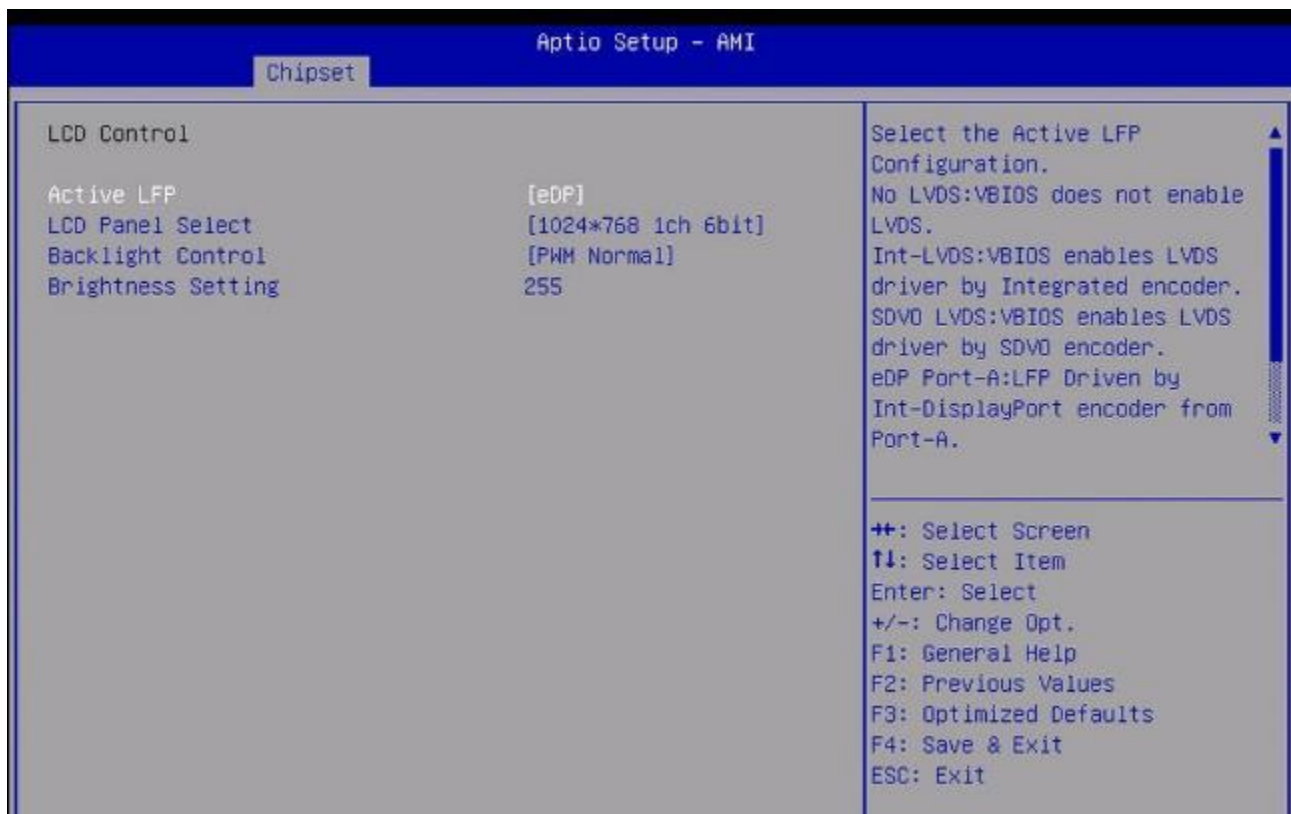 Aptio Setup - AMI
Chipset
LCD Control
Active LFP [eDP]
LCD Panel Select [1024*768 1ch 6bit]
Backlight Control [PWM Normal]
Brightness Setting 255
Select the Active LFP
Configuration.
No LVDS:VBIOS does not enable
LVDS.
Int-LVDS:VBIOS enables LVDS
driver by Integrated encoder.
SDVO LVDS:VBIOS enables LVDS
driver by SDVO encoder.
eDP Port-A:LFP Driven by
Int-DisplayPort encoder from
Port-A.
→←: Select Screen
↑↓: Select Item
Enter: Select
+/-: Change Opt.
F1: General Help
F2: Previous Values
F3: Optimized Defaults
F4: Save & Exit
ESC: Exit